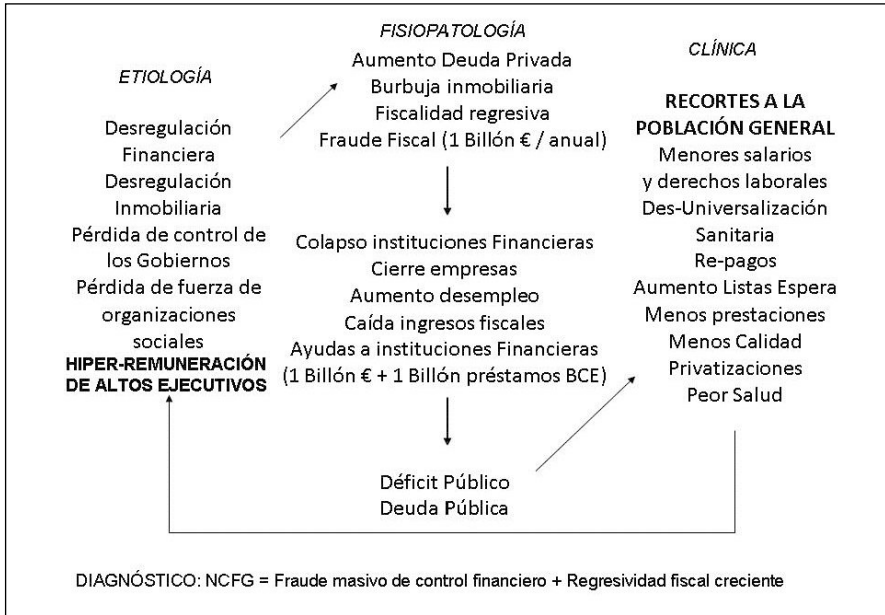 ETIOLOGÍA
Desregulación
Financiera
Desregulación
Inmobiliaria
Pérdida de control de
los Gobiernos
Pérdida de fuerza de
organizaciones
sociales
HIPER-REMUNERACIÓN
DE ALTOS EJECUTIVOS
FISIOPATOLOGÍA
Aumento Deuda Privada
Burbuja inmobiliaria
Fiscalidad regresiva
Fraude Fiscal (1 Billón € / anual)
Colapso instituciones Financieras
Cierre empresas
Aumento desempleo
Caída ingresos fiscales
Ayudas a instituciones Financieras
(1 Billón € + 1 Billón préstamos BCE)
Déficit Público
Deuda Pública
CLÍNICA
RECORTES A LA
POBLACIÓN GENERAL
Menores salarios
y derechos laborales
Des-Universalización
Sanitaria
Re-pagos
Aumento Listas Espera
Menos prestaciones
Menos Calidad
Privatizaciones
Peor Salud
DIAGNÓSTICO: NCFG = Fraude masivo de control financiero + Regresividad fiscal creciente